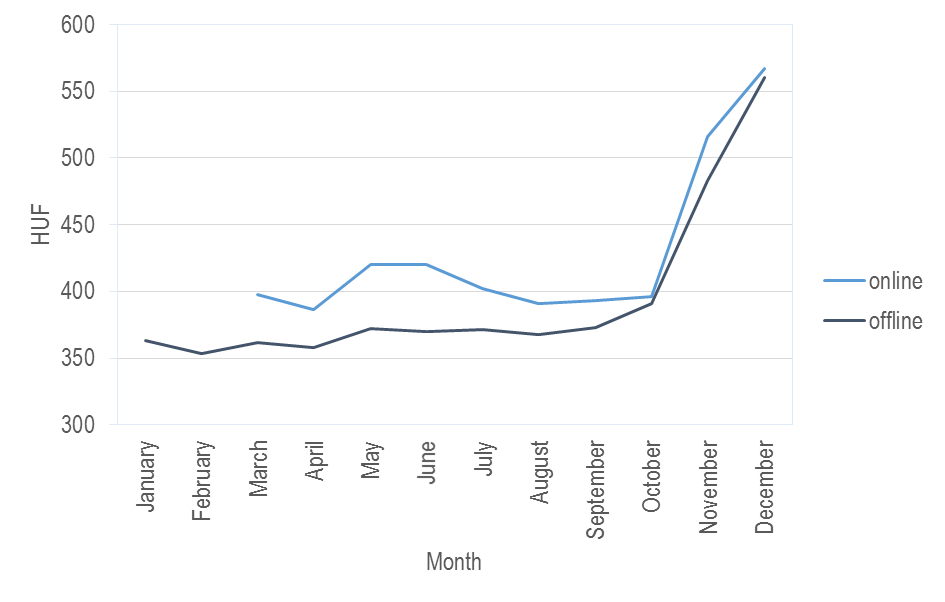 600
550
500
450
400
350
300
HUF
January
February
March
April
May
June
July
August
September
October
November
December
Month
online
offline